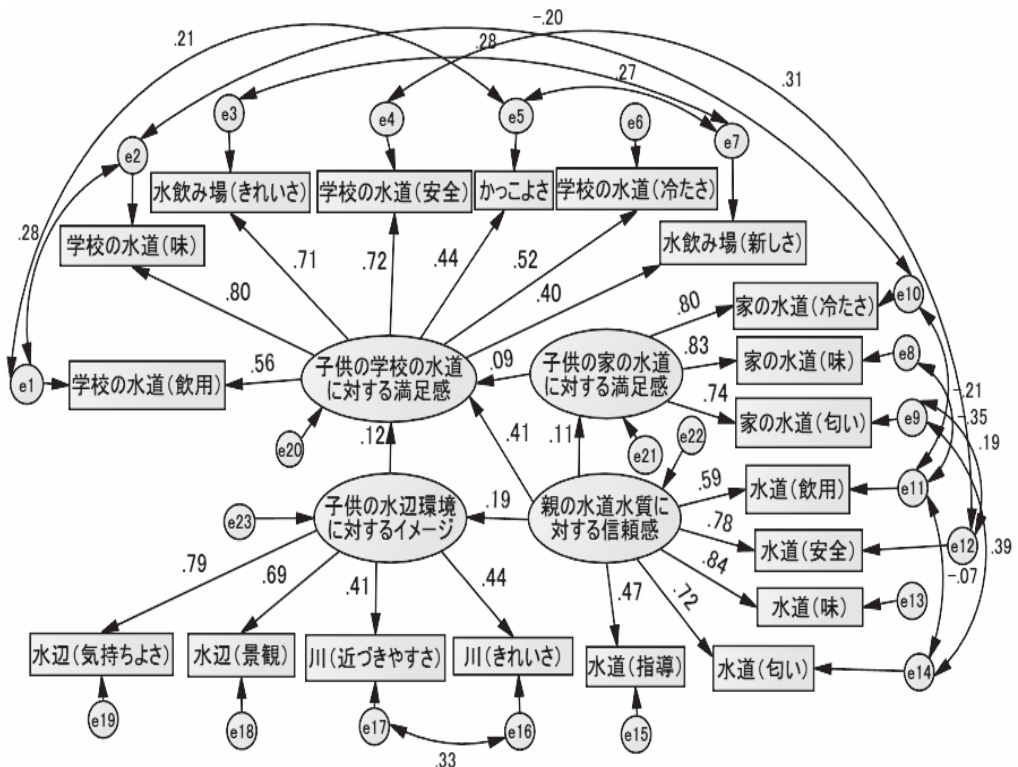 -.20
.21
.28
.31
.27
e3
e4
e5
e6
e7
e2
水飲み場(きれいさ)
学校の水道(安全)
かっこよさ
学校の水道(冷たさ)
.28
学校の水道(味)
水飲み場(新しさ)
.71
.72
.44
.52
.80
.40
.80
家の水道(冷たさ)
e10
子供の学校の水道
に対する満足感
.09
子供の家の水道
に対する満足感
.83
家の水道(味)
e8
e1
学校の水道(飲用)
.56
.74
-.21
家の水道(匂い)
e9
-.35
.19
e20
.12
.41
.11
e21
e22
.59
水道(飲用)
e11
e23
子供の水辺環境
に対するイメージ
.19
親の水道水質に
対する信頼感
.78
水道(安全)
e12
.39
.84
-.07
.79
.69
.41
.44
.47
.72
水道(味)
e13
水辺(気持ちよさ)
水辺(景観)
川(近づきやすさ)
川(きれいさ)
水道(指導)
水道(匂い)
e14
e19
e18
e17
e16
e15
.33